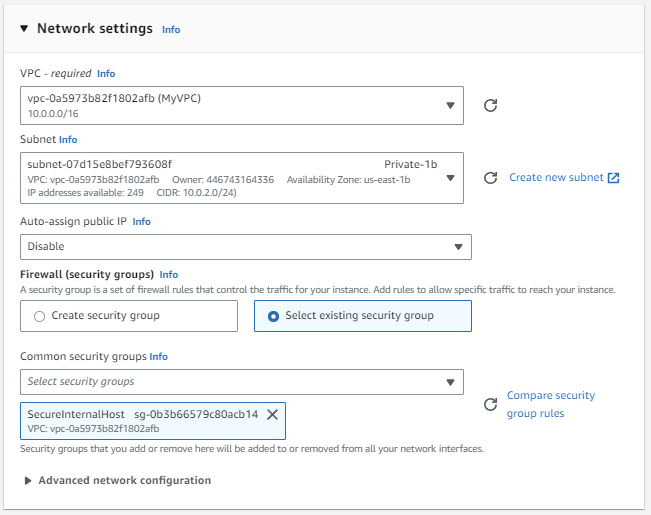 Network settings Info
VPC - required Info
vpc-0a5973b82f1802afb (MyVPC)
10.0.0.0/16
Subnet Info
subnet-07d15e8bef793608f Private-1b
VPC: vpc-0a5973b82f1802afb Owner: 446743164336 Availability Zone: us-east-1b
IP addresses available: 249 CIDR: 10.0.2.0/24)
Create new subnet
Auto-assign public IP Info
Disable
Firewall (security groups) Info
A security group is a set of firewall rules that control the traffic for your instance. Add rules to allow specific traffic to reach your instance.
Create security group
Select existing security group
Common security groups Info
Select security groups
SecureInternalHost sg-0b3b66579c80acb14
VPC: vpc-0a5973b82f1802afb
Compare security
group rules
Security groups that you add or remove here will be added to or removed from all your network interfaces.
Advanced network configuration